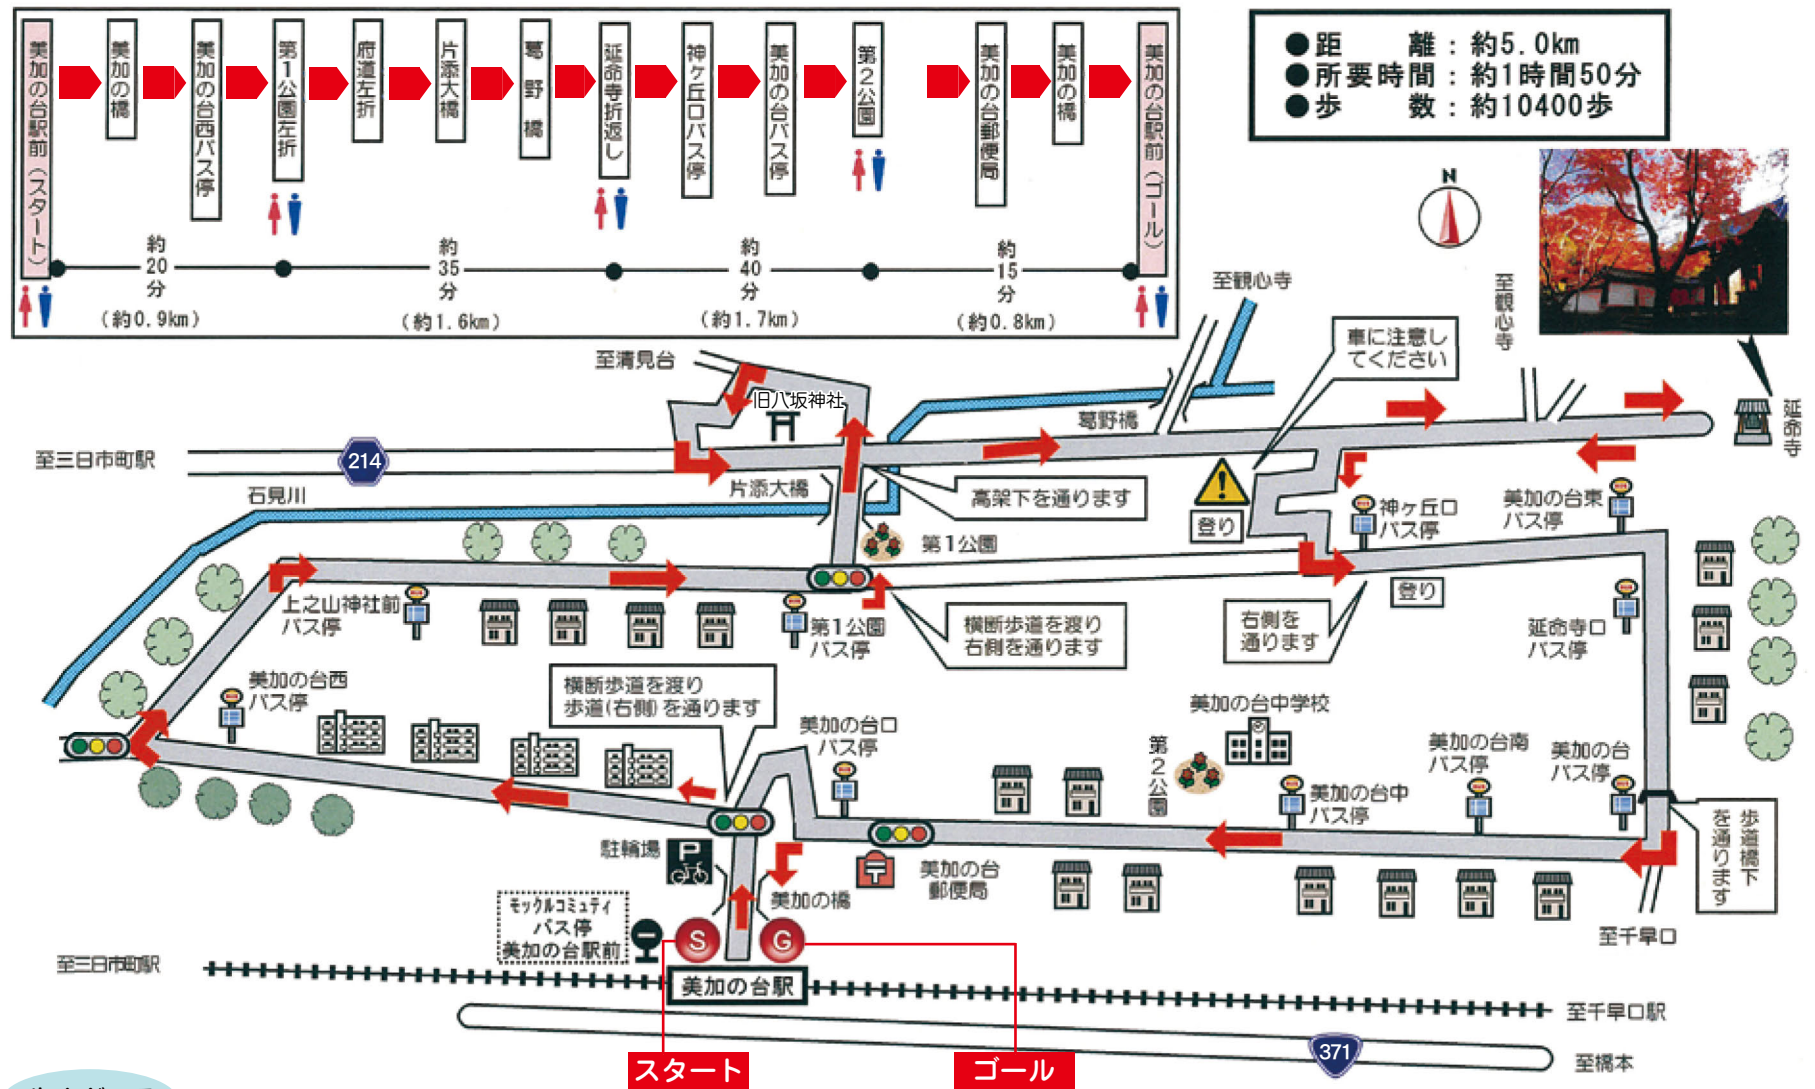 美加の台駅前（スタート）
美加の橋
美加の台西バス停
第1公園左折
府道左折
片添大橋
葛野橋
延命寺折返し
神ヶ丘口バス停
美加の台バス停
第2公園
美加の台郵便局
美加の橋
美加の台駅前（ゴール）
約20分
（約0.9km）
約35分
（約1.6km）
約40分
（約1.7km）
約15分
（約0.8km）
●距　離：約5.0km
●所要時間：約1時間50分
●歩　数：約10400歩
N
至観心寺
至観心寺
至清見台
車に注意し
てください
旧八坂神社
葛野橋
延命寺
至三日市町駅
214
石見川
片添大橋
高架下を通ります
登り
神ヶ丘口
バス停
美加の台東
バス停
第1公園
上之山神社前
バス停
第1公園
バス停
横断歩道を渡り
右側を通ります
右側を
通ります
登り
延命寺口
バス停
美加の台西
バス停
横断歩道を渡り
歩道(右側)を通ります
美加の台口
バス停
美加の台中学校
第2公園
美加の台中
バス停
美加の台南
バス停
美加の台
バス停
歩道橋下
を通ります
駐輪場
P
美加の橋
美加の台
郵便局
モックルコミュティ
バス停
美加の台駅前
S
G
至千早口
至三日市町駅
美加の台駅
至千早口駅
371
至橋本
スタート
ゴール